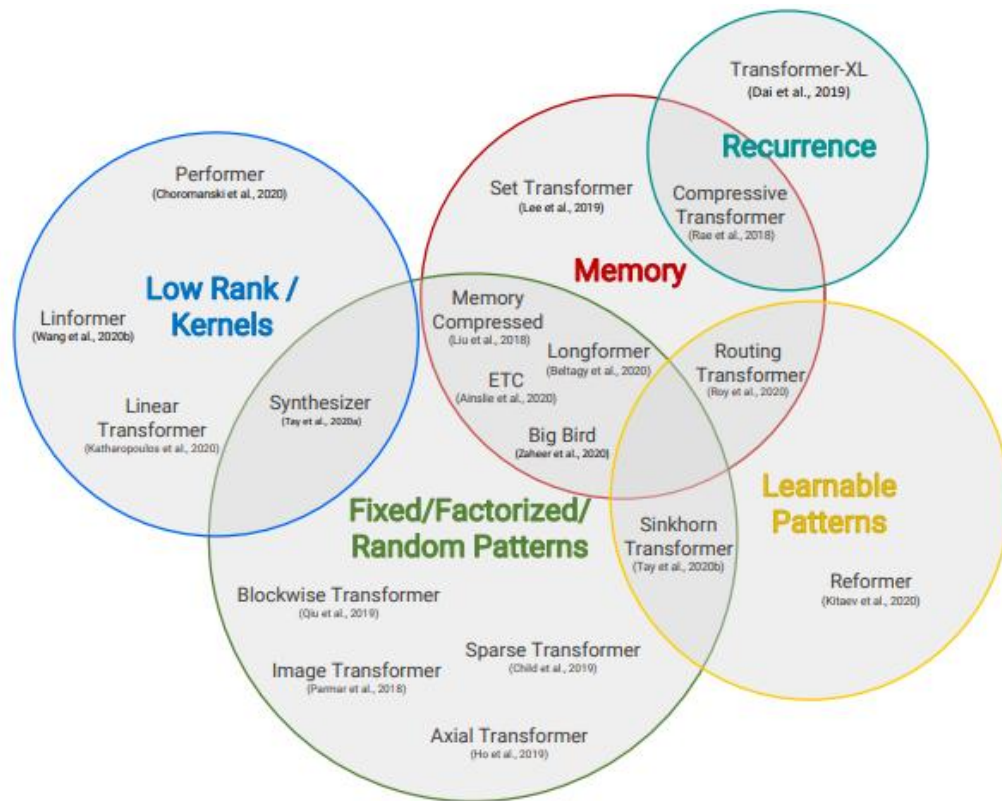 Transformer-XL
(Dai et al., 2019)
Recurrence
Compressive
Transformer
(Rae et al., 2018)
Performer
(Choromanski et al., 2020)
Low Rank /
Kernels
Linformer
(Wang et al., 2020b)
Linear
Transformer
(Katharopoulos et al., 2020)
Synthesizer
(Tay et al., 2020a)
Set Transformer
(Lee et al., 2019)
Memory
Memory
Compressed
(Liu et al., 2018)
Longformer
(Beltagy et al., 2020)
ETC
(Ainslie et al., 2020)
Big Bird
(Zaheer et al., 2020)
Routing
Transformer
(Roy et al., 2020)
Learnable
Patterns
Sinkhorn
Transformer
(Tay et al., 2020b)
Reformer
(Kitaev et al., 2020)
Fixed/Factorized/
Random Patterns
Blockwise Transformer
(Qiu et al., 2019)
Sparse Transformer
(Child et al., 2019)
Image Transformer
(Parmar et al., 2018)
Axial Transformer
(Ho et al., 2019)